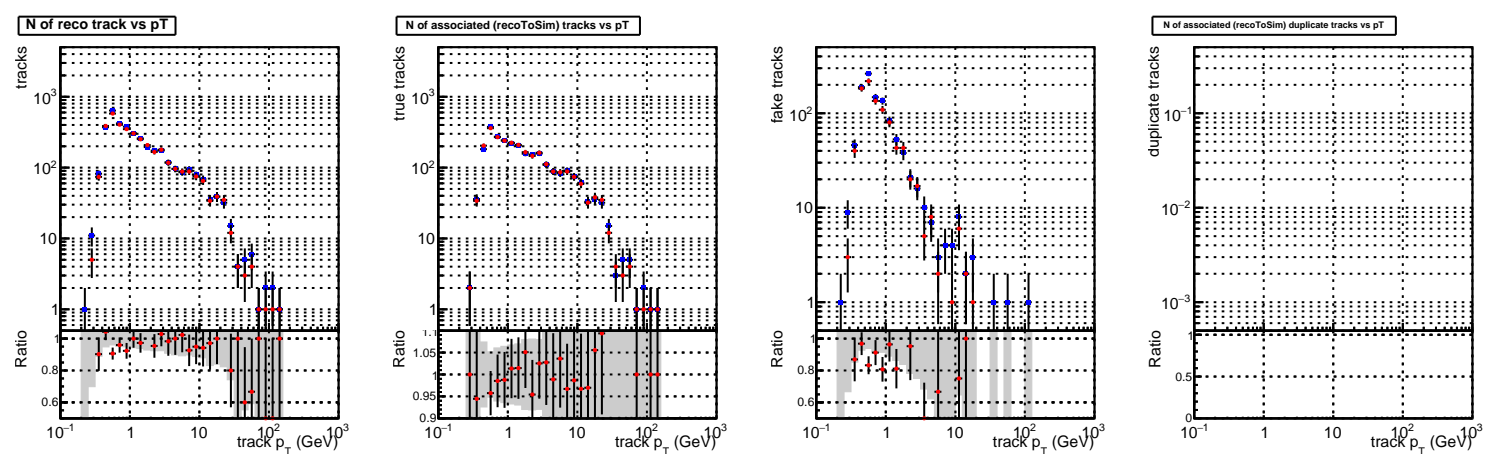 N of reco track vs pT
tracks
10³
10²
10
1
Ratio
1
0.8
0.6
10⁻¹ 1 10 10² 10³
track p_T (GeV)
N of associated (recoToSim) tracks vs pT
true tracks
10³
10²
10
1
Ratio
1.1
1.05
1
0.95
0.9
10⁻¹ 1 10 10² 10³
track p_T (GeV)
fake tracks
10²
10
1
Ratio
1
0.8
0.6
10⁻¹ 1 10 10² 10³
track p_T (GeV)
N of associated (recoToSim) duplicate tracks vs pT
duplicate tracks
10⁻¹
10⁻²
10⁻³
Ratio
1
0.5
0
10⁻¹ 1 10 10² 10³
track p_T (GeV)